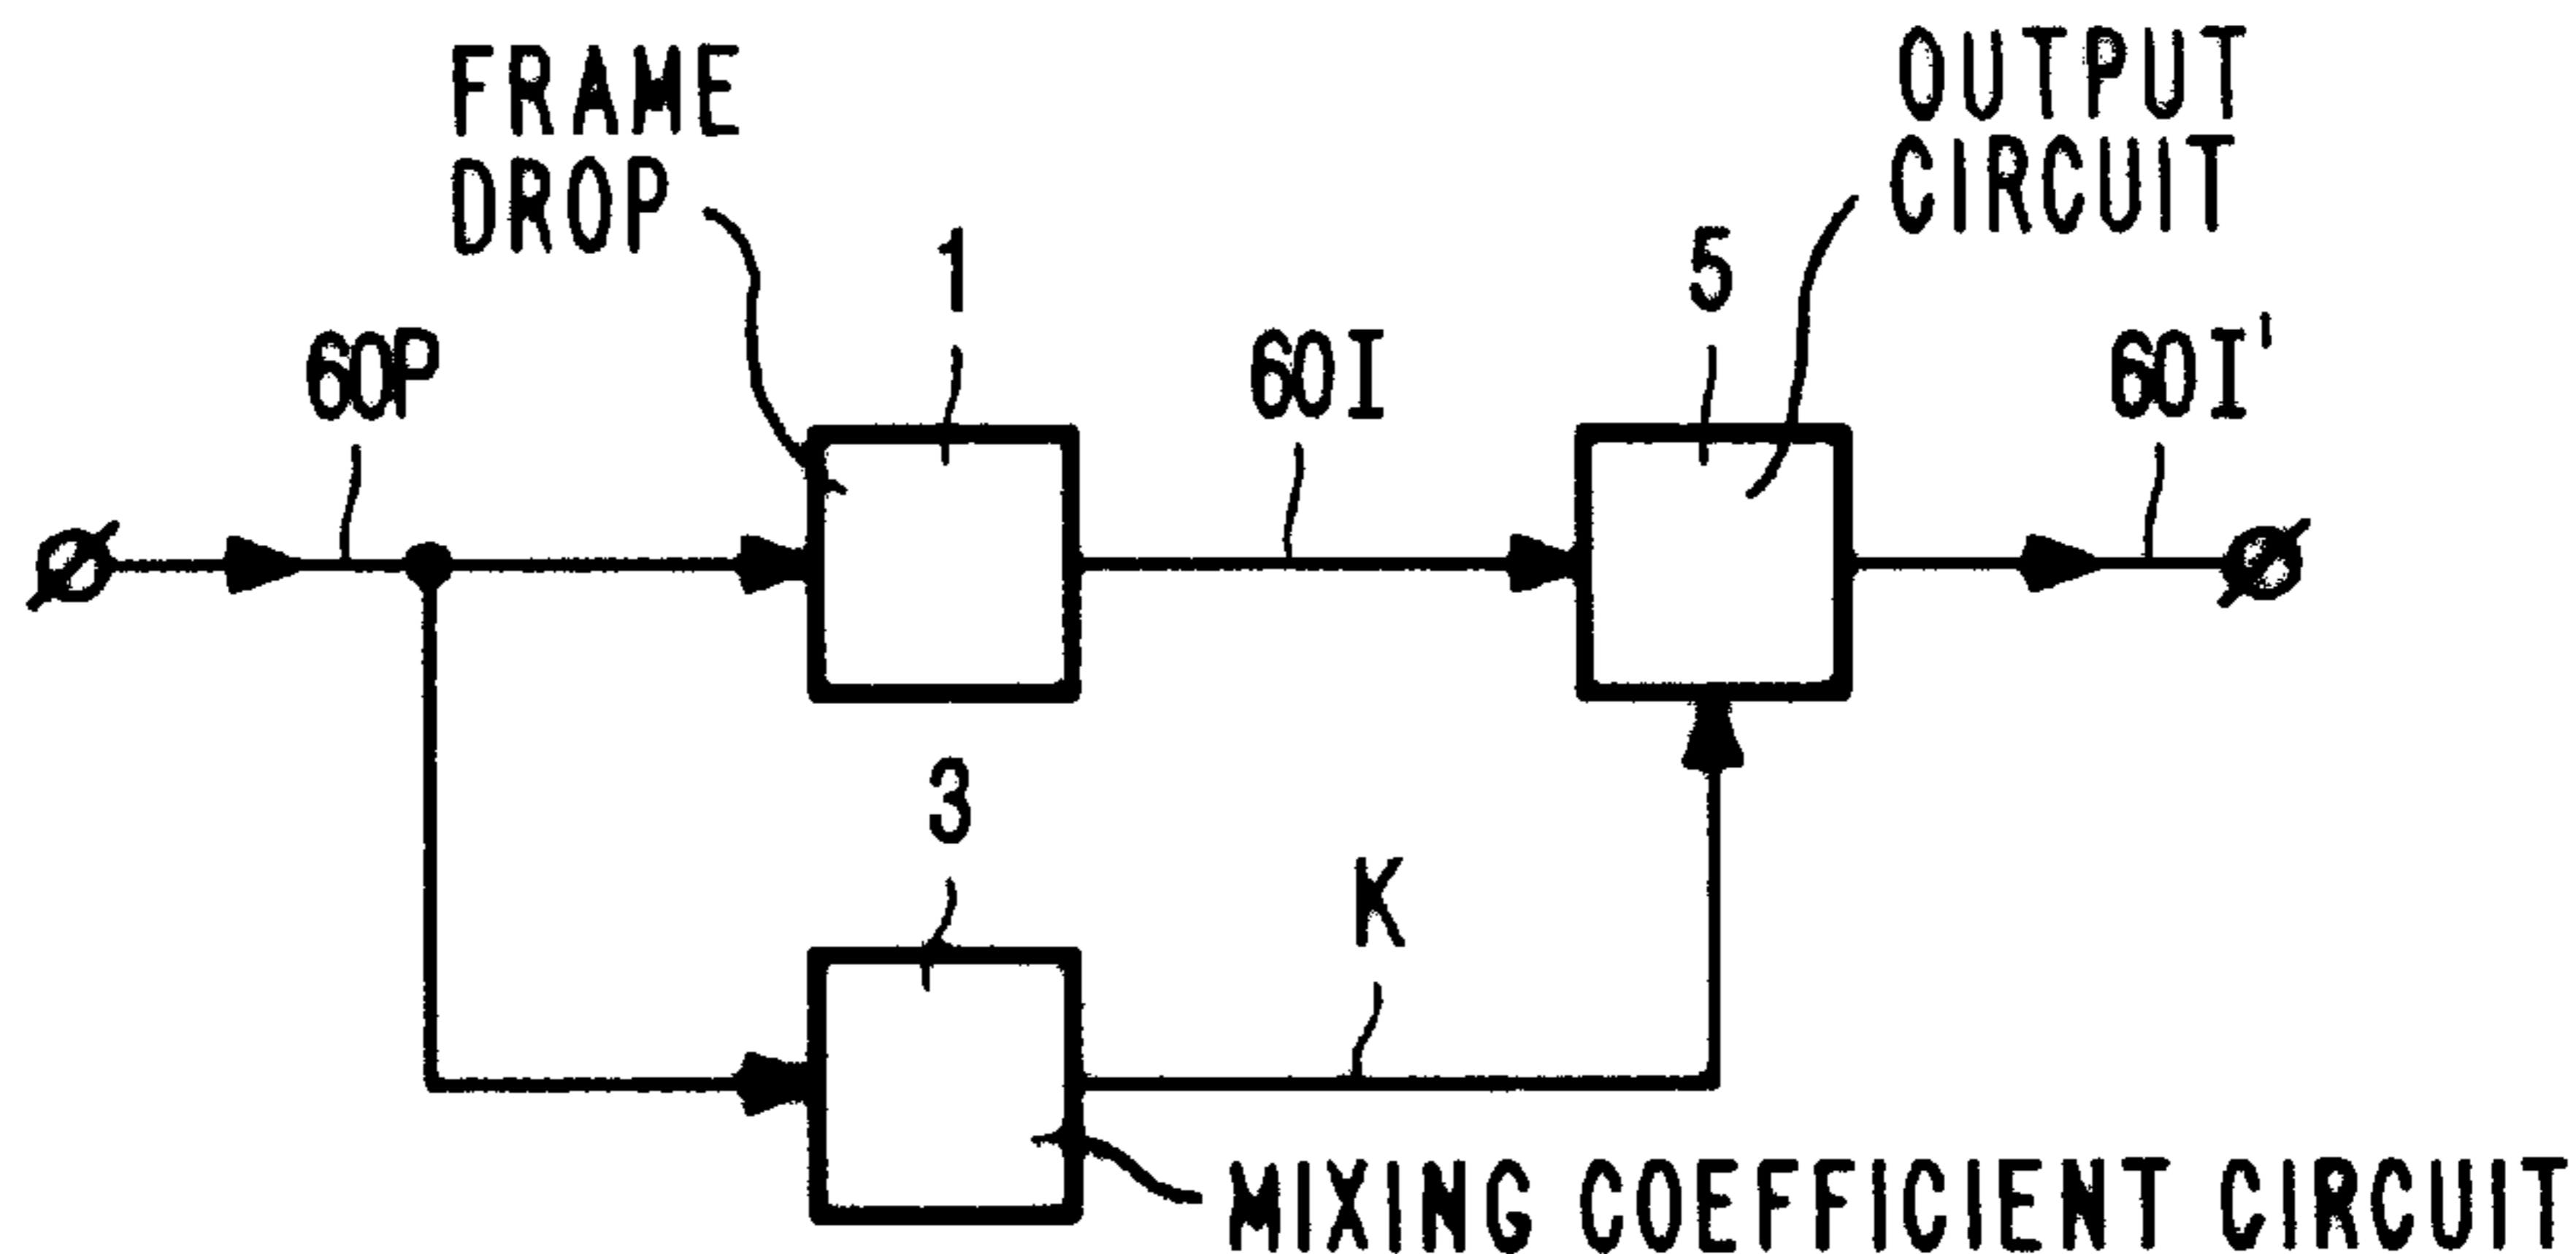 FRAME
DROP
OUTPUT
CIRCUIT
1
5
60P
60I
60I'
3
K
MIXING COEFFICIENT CIRCUIT